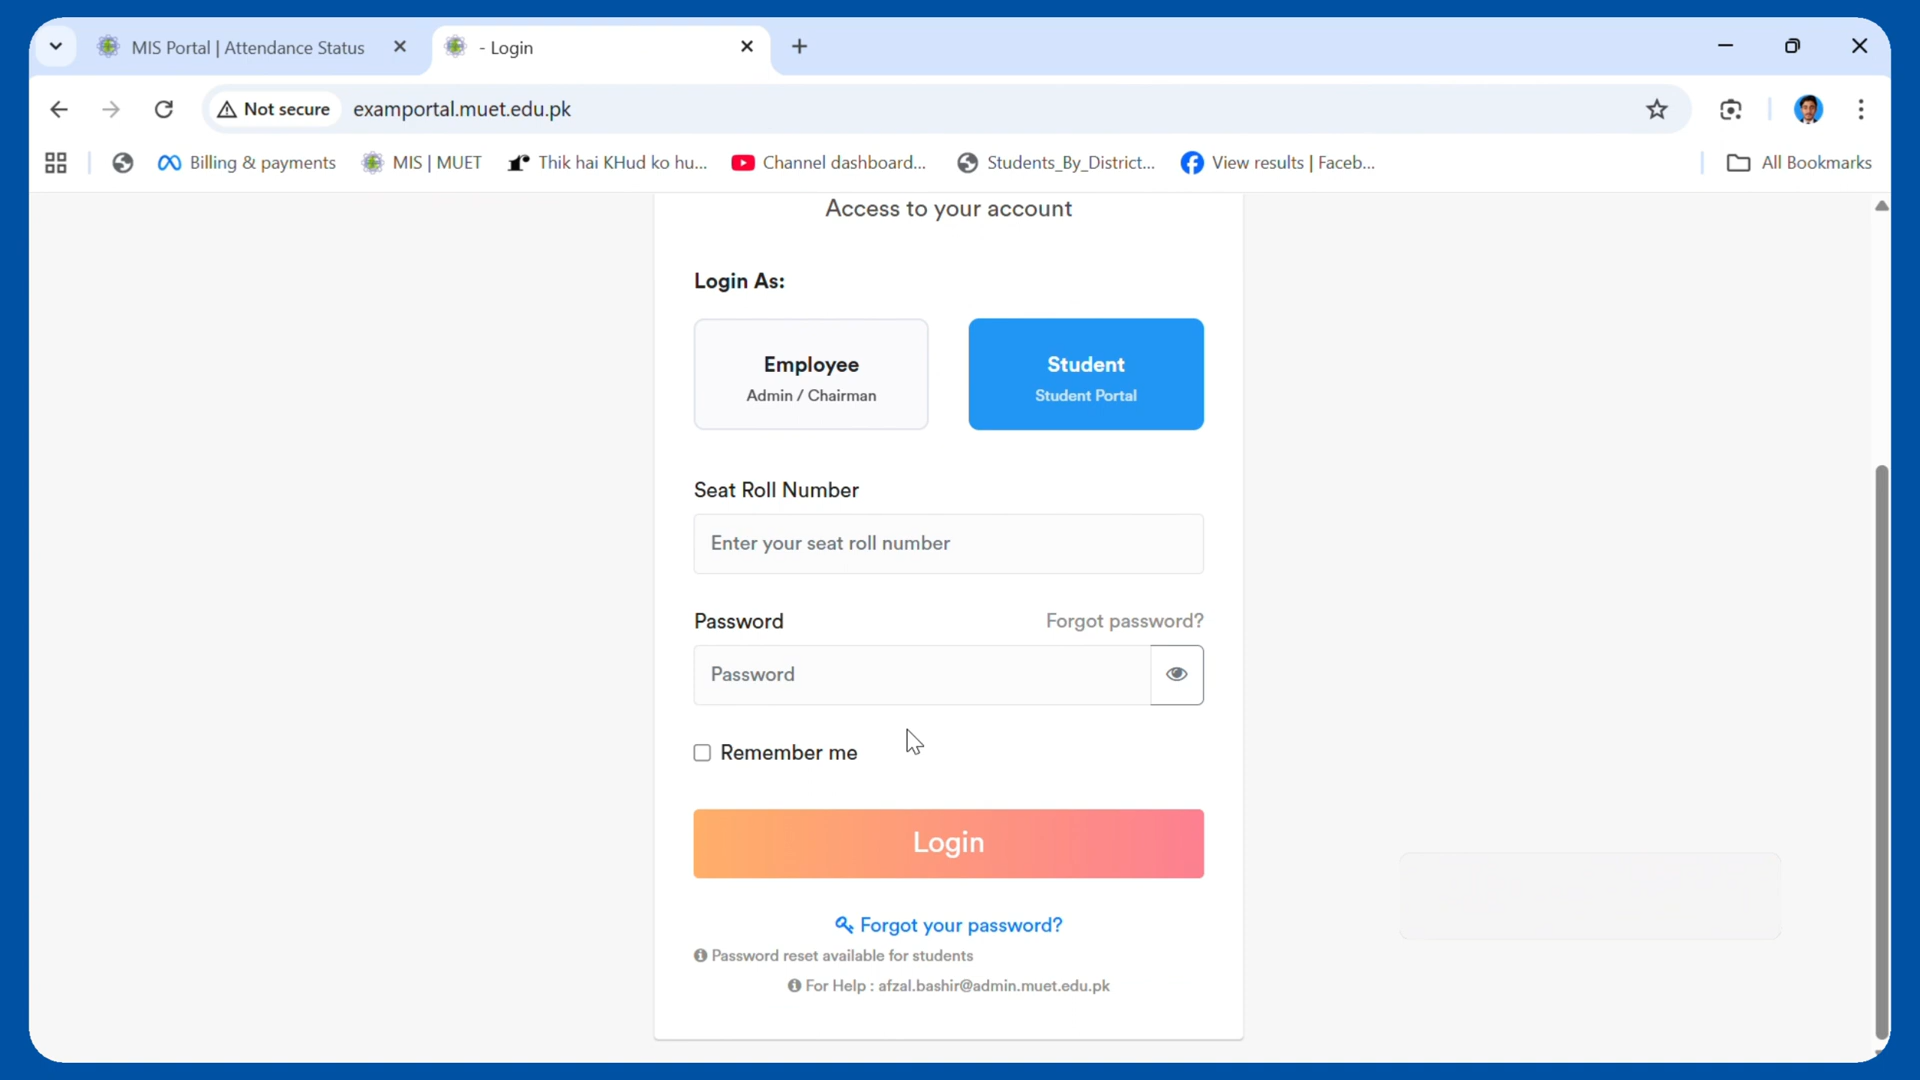 MIS Portal | Attendance Status
- Login
Not secure
examportal.muet.edu.pk
Billing & payments
MIS | MUET
Thik hai KHud ko hu...
Channel dashboard...
Students_By_District...
View results | Faceb...
All Bookmarks
Access to your account
Login As:
Employee
Admin / Chairman
Student
Student Portal
Seat Roll Number
Enter your seat roll number
Password
Forgot password?
Password
Remember me
Login
Forgot your password?
Password reset available for students
For Help : afzal.bashir@admin.muet.edu.pk